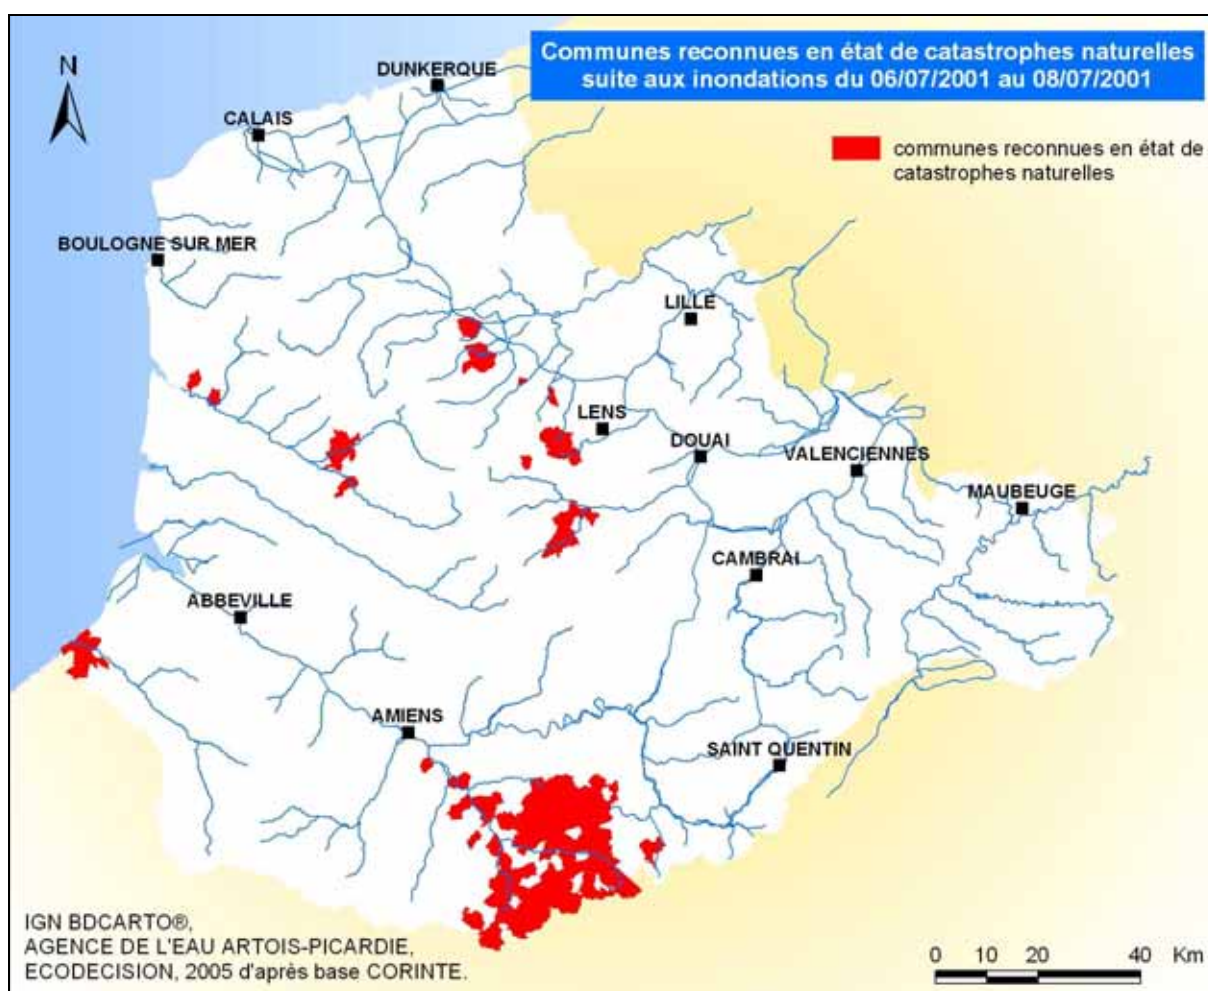 Communes reconnues en état de catastrophes naturelles
suite aux inondations du 06/07/2001 au 08/07/2001
N
DUNKERQUE
CALAIS
communes reconnues en état de
catastrophes naturelles
BOULOGNE SUR MER
LILLE
LENS
DOUAI
VALENCIENNES
MAUBEUGE
CAMBRAI
ABBEVILLE
AMIENS
SAINT QUENTIN
IGN BDCARTO®,
AGENCE DE L'EAU ARTOIS-PICARDIE,
ECODECISION, 2005 d'après base CORINTE.
0 10 20 40 Km